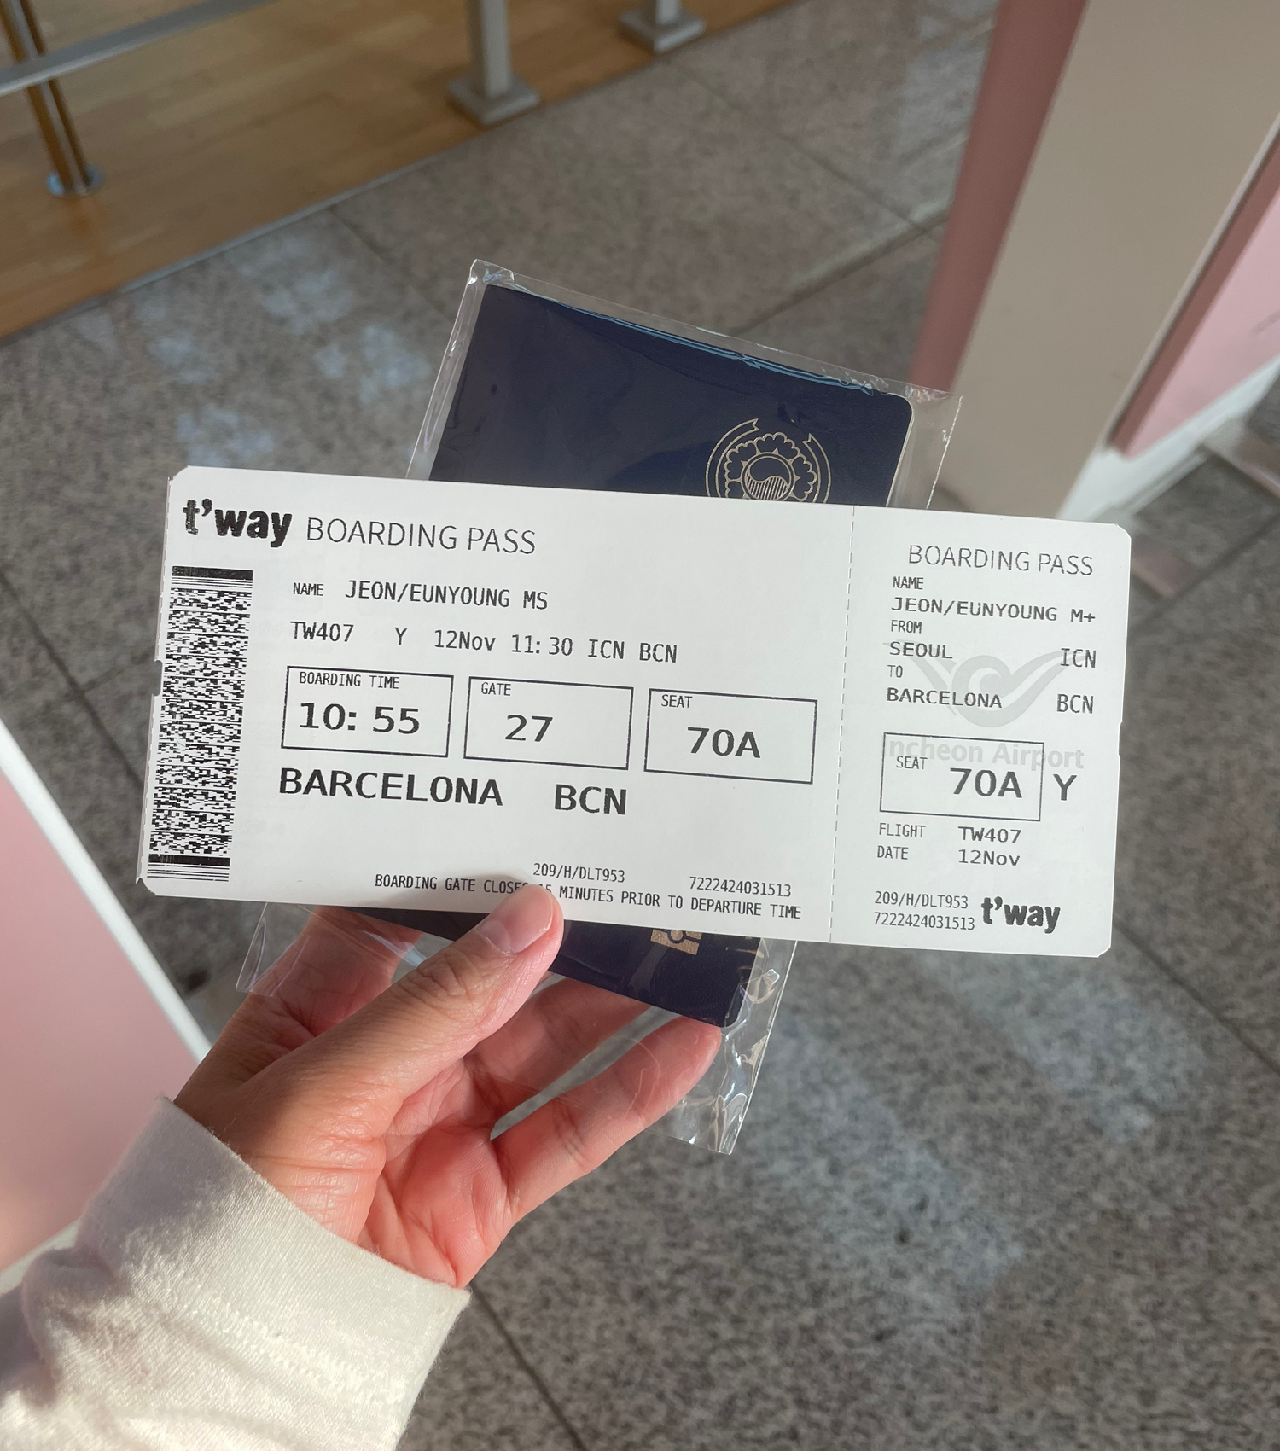 t'way BOARDING PASS
NAME JEON/EUNYOUNG MS
TW407 Y 12Nov 11:30 ICN BCN
BOARDING TIME GATE SEAT
10:55 27 70A
BARCELONA BCN
209/H/DLT953 7222424031513
BOARDING GATE CLOSES MINUTES PRIOR TO DEPARTURE TIME
BOARDING PASS
NAME
JEON/EUNYOUNG M+
FROM
SEOUL ICN
TO
BARCELONA BCN
ncheon Airport
SEAT 70A Y
FLIGHT TW407
DATE 12Nov
209/H/DLT953
7222424031513 t'way